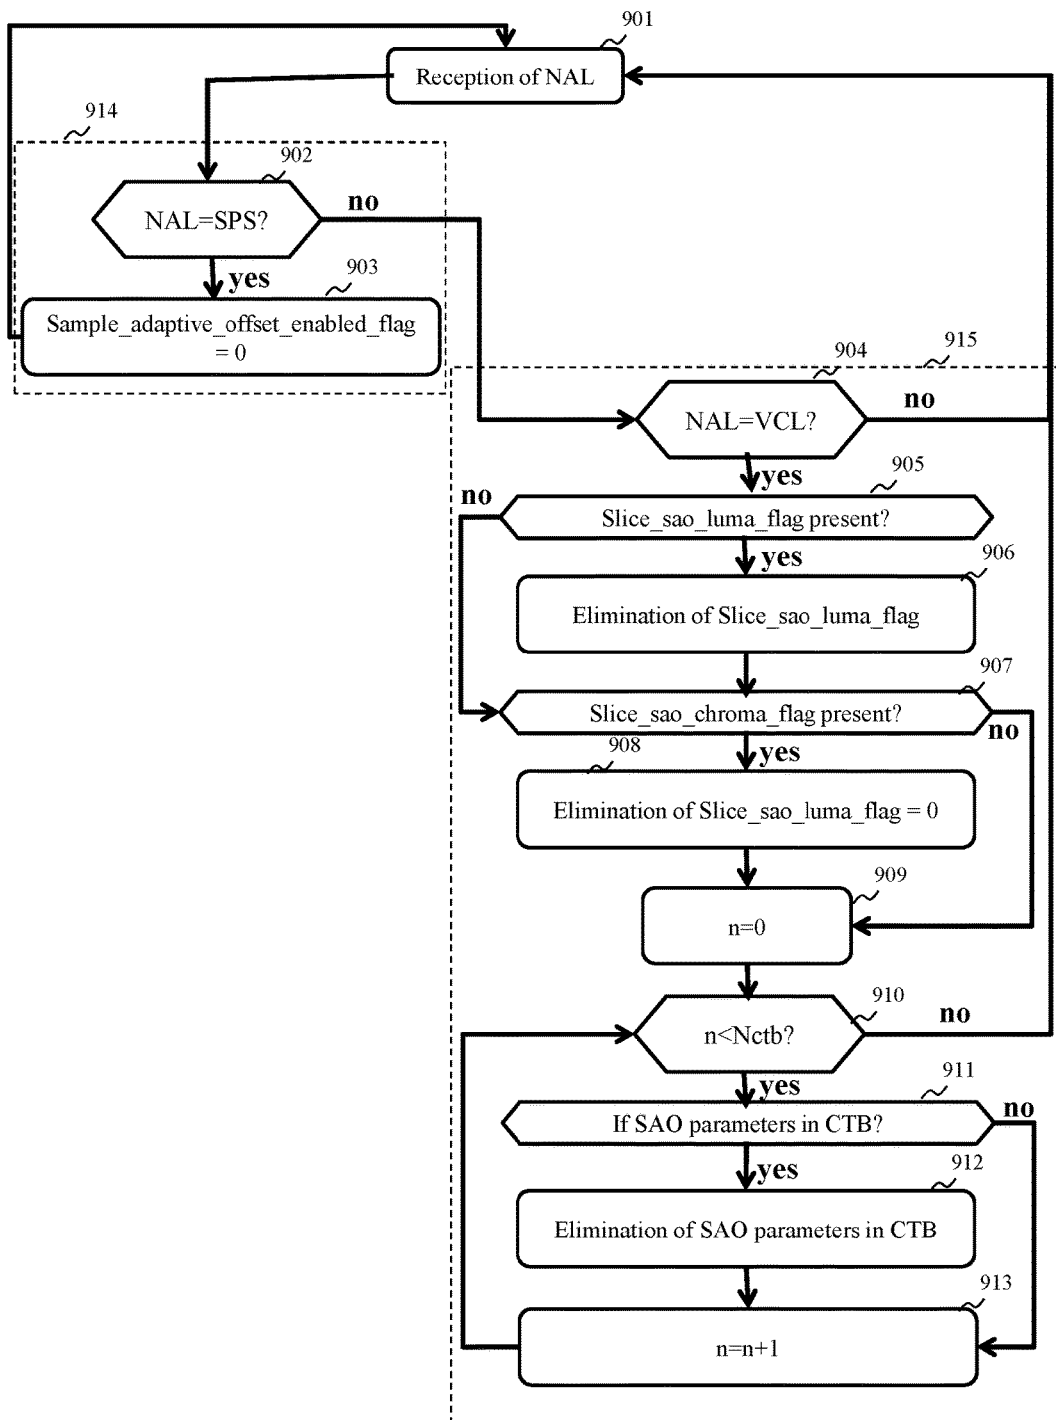 901
Reception of NAL
914
902
NAL=SPS?
no
yes
903
Sample_adaptive_offset_enabled_flag
= 0
915
904
NAL=VCL?
no
yes
905
no
Slice_sao_luma_flag present?
yes
906
Elimination of Slice_sao_luma_flag
907
Slice_sao_chroma_flag present?
no
yes
908
Elimination of Slice_sao_luma_flag = 0
909
n=0
910
n<Nctb?
no
yes
911
If SAO parameters in CTB?
no
yes
912
Elimination of SAO parameters in CTB
913
n=n+1